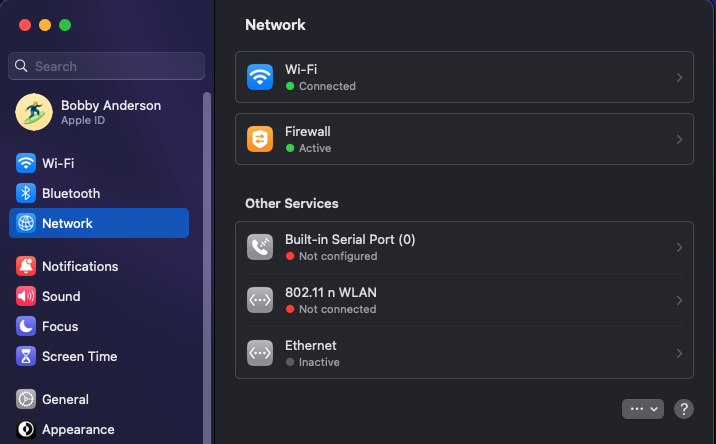 Search
Bobby Anderson
Apple ID
Wi-Fi
Bluetooth
Network
Notifications
Sound
Focus
Screen Time
General
Appearance
Network
Wi-Fi
Connected
Firewall
Active
Other Services
Built-in Serial Port (0)
Not configured
802.11 n WLAN
Not connected
Ethernet
Inactive
?